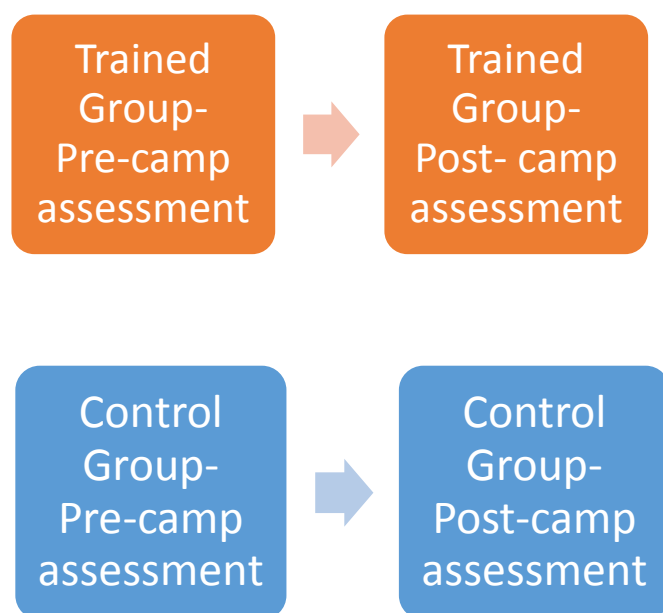 Trained
Group-
Pre-camp
assessment
Trained
Group-
Post- camp
assessment
Control
Group-
Pre-camp
assessment
Control
Group-
Post-camp
assessment